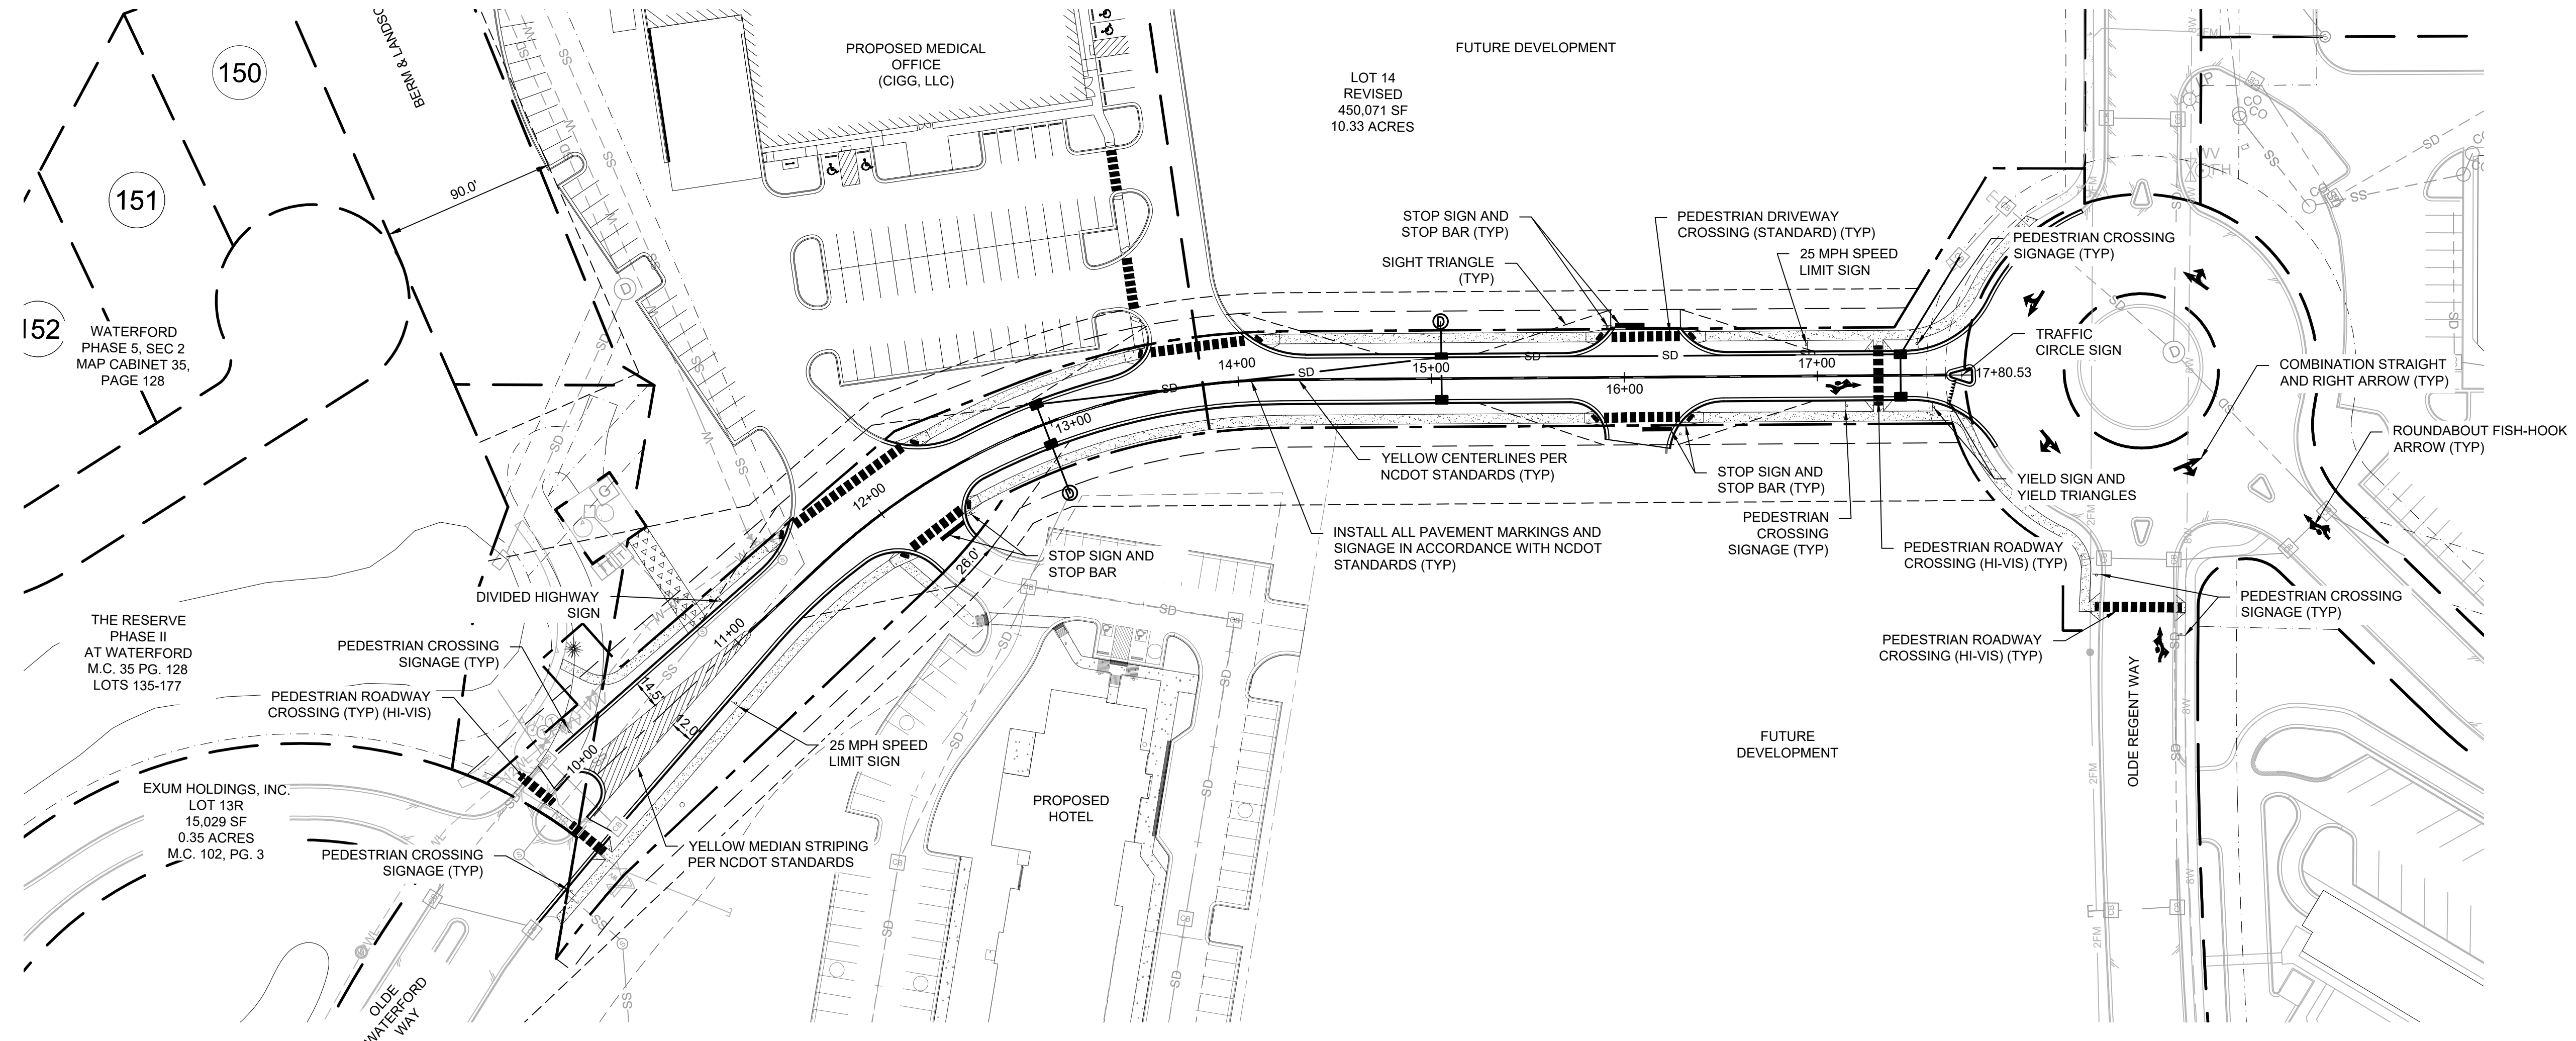 150
151
152
BERM & LANDSC
90.0'
WATERFORD
PHASE 5, SEC 2
MAP CABINET 35,
PAGE 128
PROPOSED MEDICAL
OFFICE
(CIGG, LLC)
FUTURE DEVELOPMENT
LOT 14
REVISED
450,071 SF
10.33 ACRES
STOP SIGN AND
STOP BAR (TYP)
SIGHT TRIANGLE
(TYP)
PEDESTRIAN DRIVEWAY
CROSSING (STANDARD) (TYP)
25 MPH SPEED
LIMIT SIGN
PEDESTRIAN CROSSING
SIGNAGE (TYP)
TRAFFIC
CIRCLE SIGN
17+80.53
COMBINATION STRAIGHT
AND RIGHT ARROW (TYP)
ROUNDABOUT FISH-HOOK
ARROW (TYP)
10+00
11+00
12+00
13+00
14+00
15+00
16+00
17+00
YELLOW CENTERLINES PER
NCDOT STANDARDS (TYP)
STOP SIGN AND
STOP BAR (TYP)
YIELD SIGN AND
YIELD TRIANGLES
PEDESTRIAN
CROSSING
SIGNAGE (TYP)
PEDESTRIAN ROADWAY
CROSSING (HI-VIS) (TYP)
INSTALL ALL PAVEMENT MARKINGS AND
SIGNAGE IN ACCORDANCE WITH NCDOT
STANDARDS (TYP)
STOP SIGN AND
STOP BAR
26.0'
DIVIDED HIGHWAY
SIGN
THE RESERVE
PHASE II
AT WATERFORD
M.C. 35 PG. 128
LOTS 135-177
PEDESTRIAN CROSSING
SIGNAGE (TYP)
PEDESTRIAN ROADWAY
CROSSING (TYP) (HI-VIS)
14.5'
12.0'
25 MPH SPEED
LIMIT SIGN
EXUM HOLDINGS, INC.
LOT 13R
15,029 SF
0.35 ACRES
M.C. 102, PG. 3
PEDESTRIAN CROSSING
SIGNAGE (TYP)
YELLOW MEDIAN STRIPING
PER NCDOT STANDARDS
OLDE
WATERFORD
WAY
PROPOSED
HOTEL
FUTURE
DEVELOPMENT
PEDESTRIAN ROADWAY
CROSSING (HI-VIS) (TYP)
PEDESTRIAN CROSSING
SIGNAGE (TYP)
OLDE REGENT WAY
SD
SS
W
D
G
CB
2FM
8W
CO
WV
FH